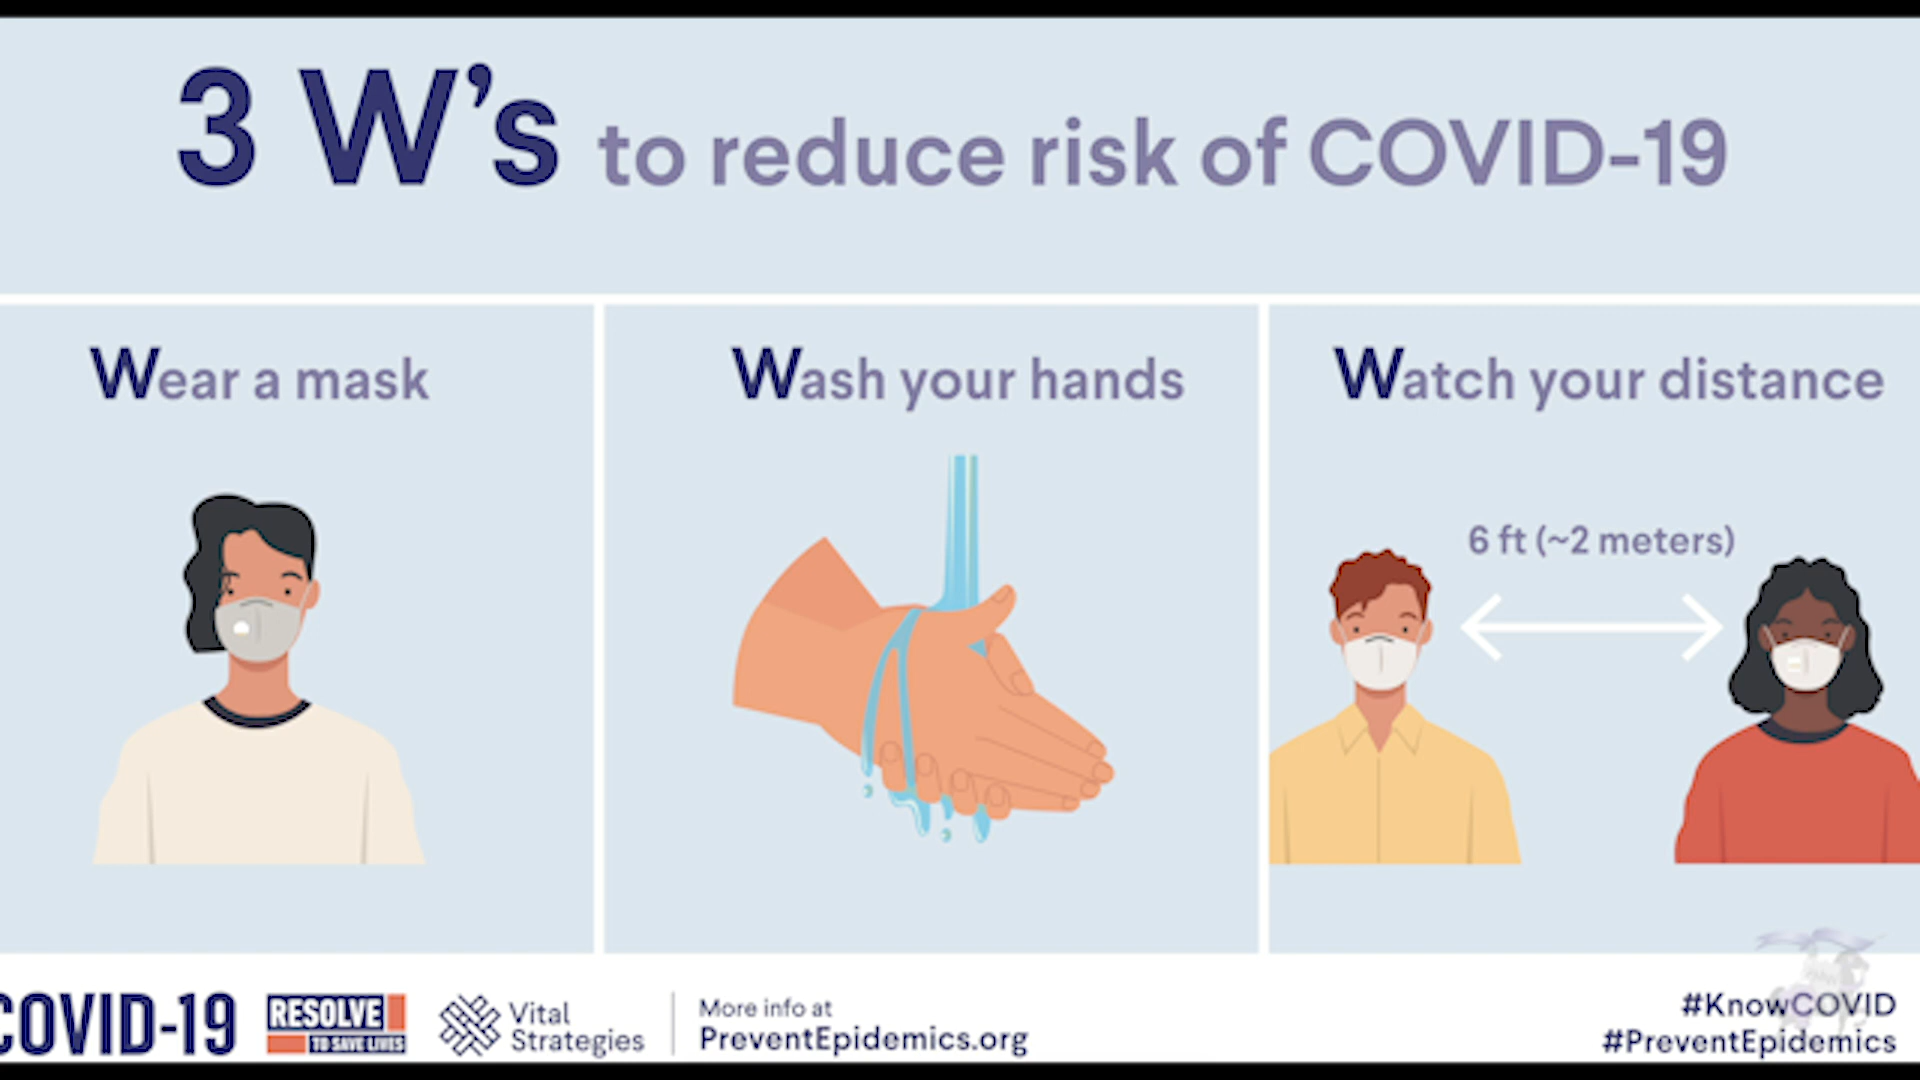 3 W's to reduce risk of COVID-19
Wear a mask
Wash your hands
Watch your distance
6 ft (~2 meters)
COVID-19
RESOLVE
TO SAVE LIVES
Vital
Strategies
More info at
PreventEpidemics.org
#KnowCOVID
#PreventEpidemics